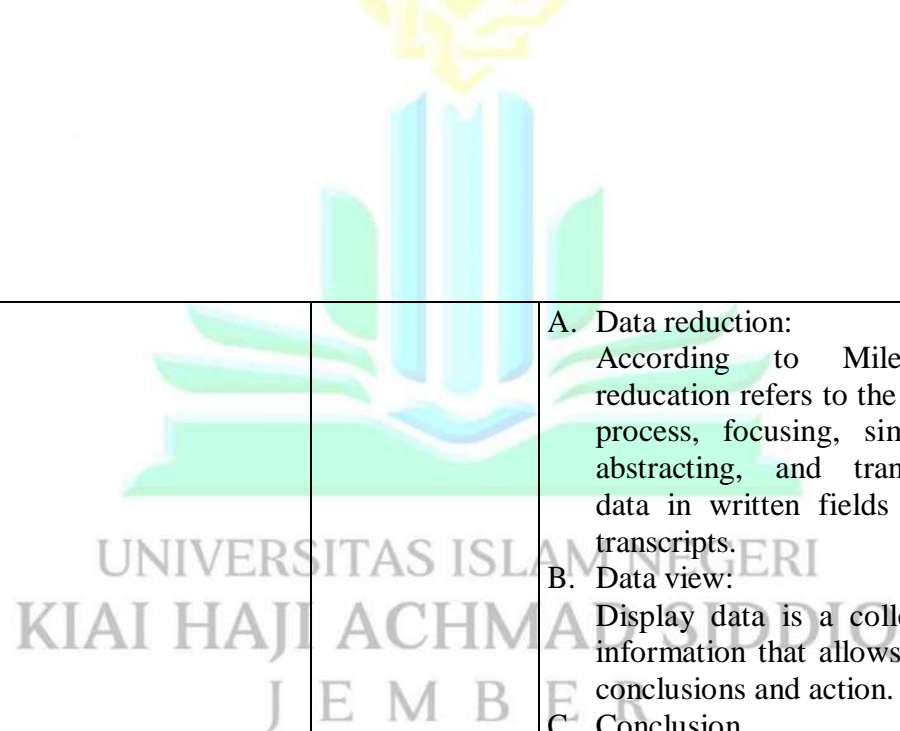 A. Data reduction:
According to Mile
reducation refers to the
process, focusing, sim
abstracting, and tran
data in written fields
transcripts.
B. Data view:
Display data is a coll
information that allows
conclusions and action.
C. Conclusion
UNIVERSITAS ISLAM NEGERI
KIAI HAJI ACHMAD SIDDIQ
JEMBER